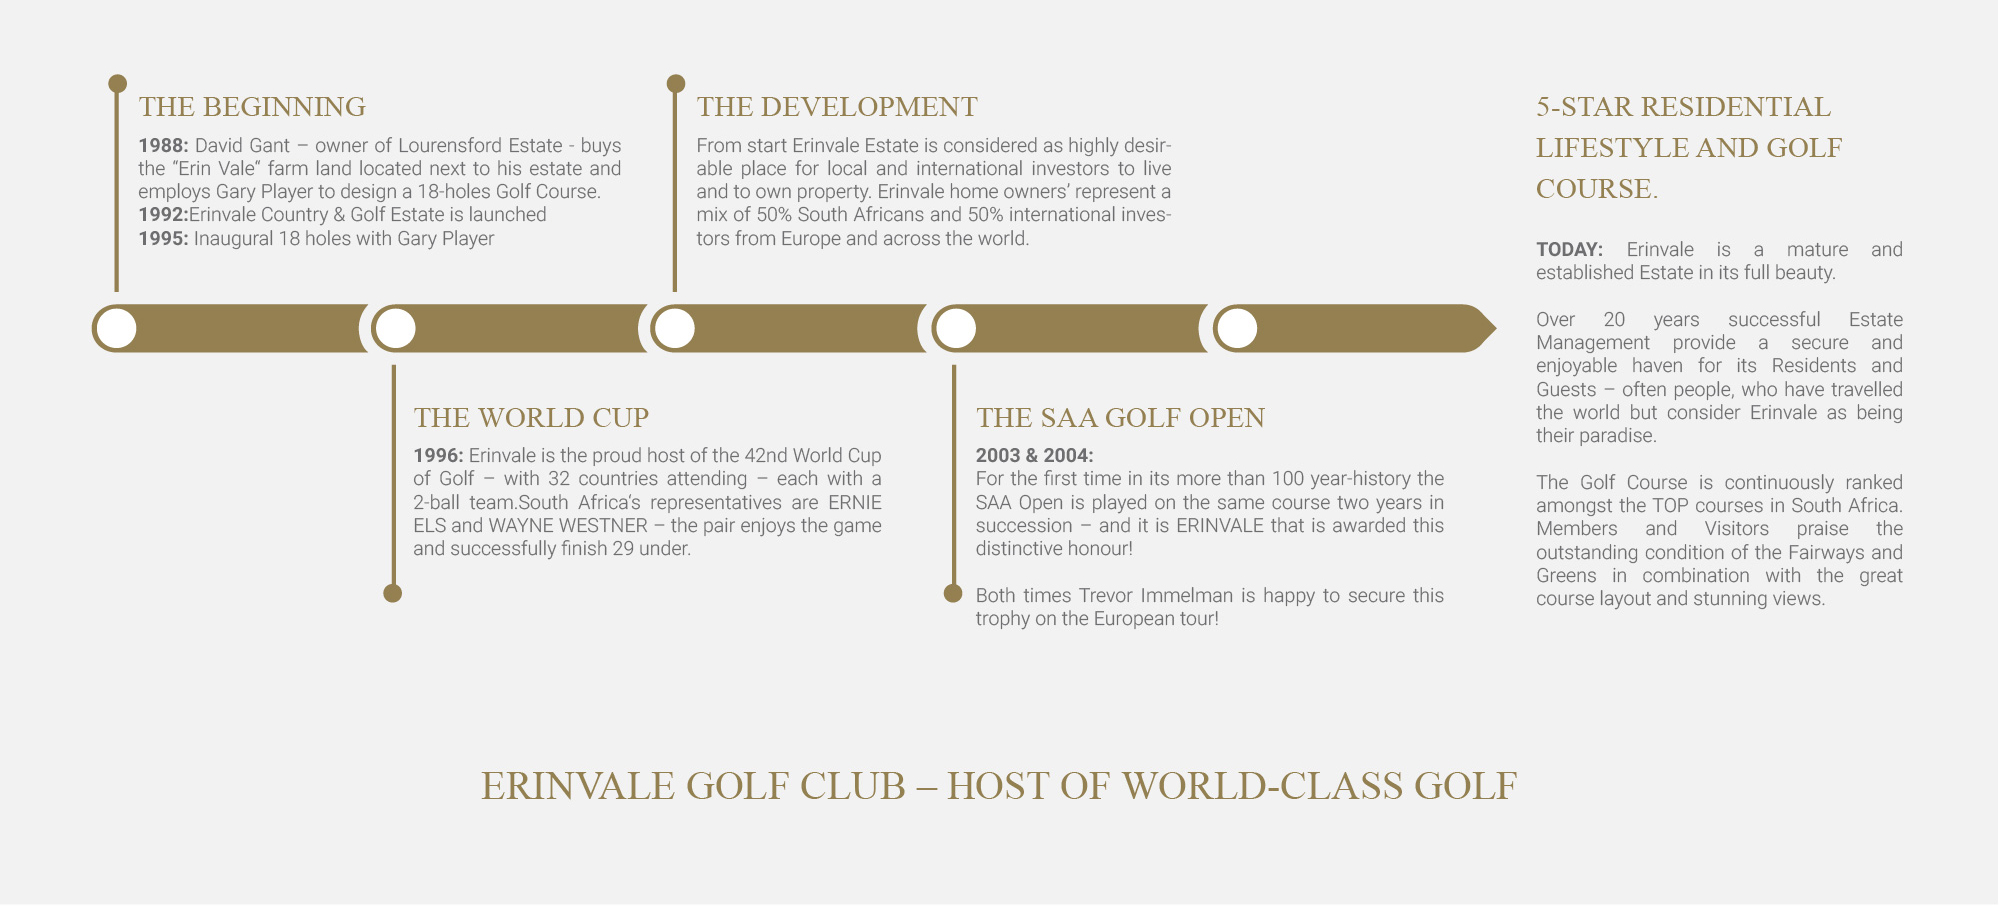 THE BEGINNING
1988: David Gant – owner of Lourensford Estate - buys
the “Erin Vale“ farm land located next to his estate and
employs Gary Player to design a 18-holes Golf Course.
1992:Erinvale Country & Golf Estate is launched
1995: Inaugural 18 holes with Gary Player
THE DEVELOPMENT
From start Erinvale Estate is considered as highly desir-
able place for local and international investors to live
and to own property. Erinvale home owners’ represent a
mix of 50% South Africans and 50% international inves-
tors from Europe and across the world.
THE WORLD CUP
1996: Erinvale is the proud host of the 42nd World Cup
of Golf – with 32 countries attending – each with a
2-ball team.South Africa’s representatives are ERNIE
ELS and WAYNE WESTNER – the pair enjoys the game
and successfully finish 29 under.
THE SAA GOLF OPEN
2003 & 2004:
For the first time in its more than 100 year-history the
SAA Open is played on the same course two years in
succession – and it is ERINVALE that is awarded this
distinctive honour!
Both times Trevor Immelman is happy to secure this
trophy on the European tour!
5-STAR RESIDENTIAL
LIFESTYLE AND GOLF
COURSE.
TODAY: Erinvale is a mature and
established Estate in its full beauty.
Over 20 years successful Estate
Management provide a secure and
enjoyable haven for its Residents and
Guests – often people, who have travelled
the world but consider Erinvale as being
their paradise.
The Golf Course is continuously ranked
amongst the TOP courses in South Africa.
Members and Visitors praise the
outstanding condition of the Fairways and
Greens in combination with the great
course layout and stunning views.
ERINVALE GOLF CLUB – HOST OF WORLD-CLASS GOLF